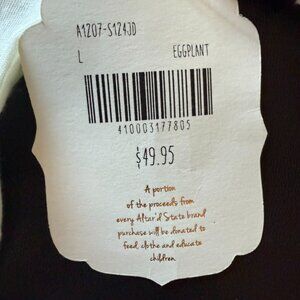 A1207-S124JD
L EGGPLANT
410003177805
$49.95
A portion
of the proceeds from
every Altar'd State brand
purchase will be donated to
feed, clothe and educate
children.